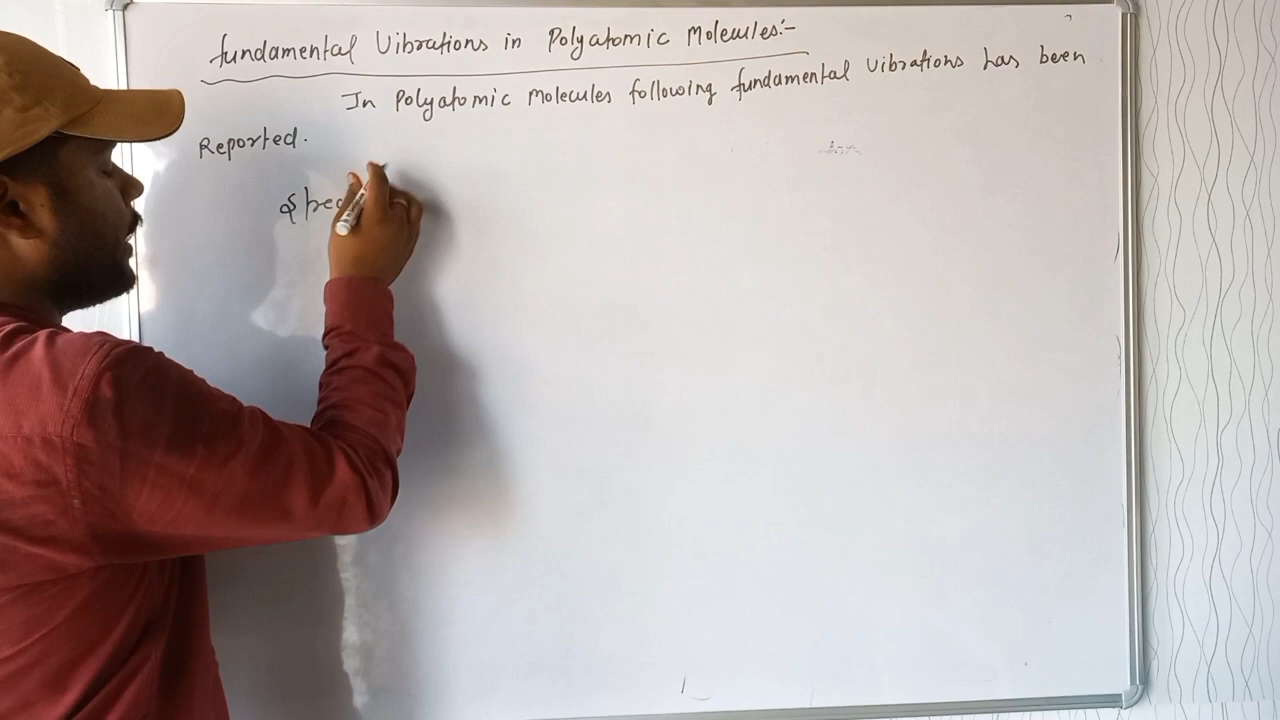 fundamental Vibrations in Polyatomic Molecules:-
In Polyatomic Molecules following fundamental vibrations has been
Reported.